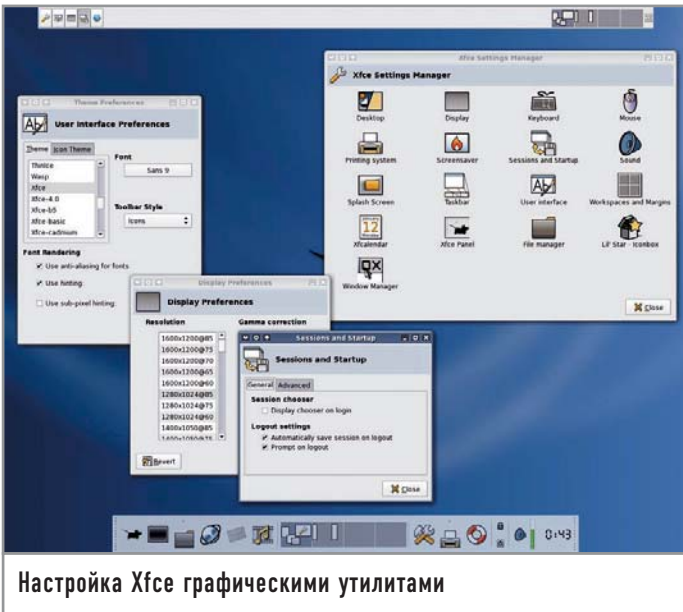 Xfce Settings Manager
Xfce Settings Manager
Desktop
Display
Keyboard
Mouse
Printing system
Screensaver
Sessions and Startup
Sound
Splash Screen
Taskbar
User interface
Workspaces and Margins
Xfcalendar
Xfce Panel
File manager
Lil' Star - Iconbox
Window Manager
Close
Theme Preferences
User Interface Preferences
Theme
Icon Theme
Thinice
Wasp
Xfce
Xfce-4.0
Xfce-b5
Xfce-basic
Xfce-cadmium
Font
Sans 9
Toolbar Style
Icons
Font Rendering
Use anti-aliasing for fonts
Use hinting
Use sub-pixel hinting
Display Preferences
Display Preferences
Resolution
Gamma correction
1600x1200@85
1600x1200@75
1600x1200@70
1600x1200@65
1600x1200@60
1280x1024@85
1280x1024@75
1280x1024@60
1400x1050@85
1400x1050@75
Revert
Sessions and Startup
Sessions and Startup
General
Advanced
Session chooser
Display chooser on login
Logout settings
Automatically save session on logout
Prompt on logout
Close
0:43
Настройка Xfce графическими утилитами